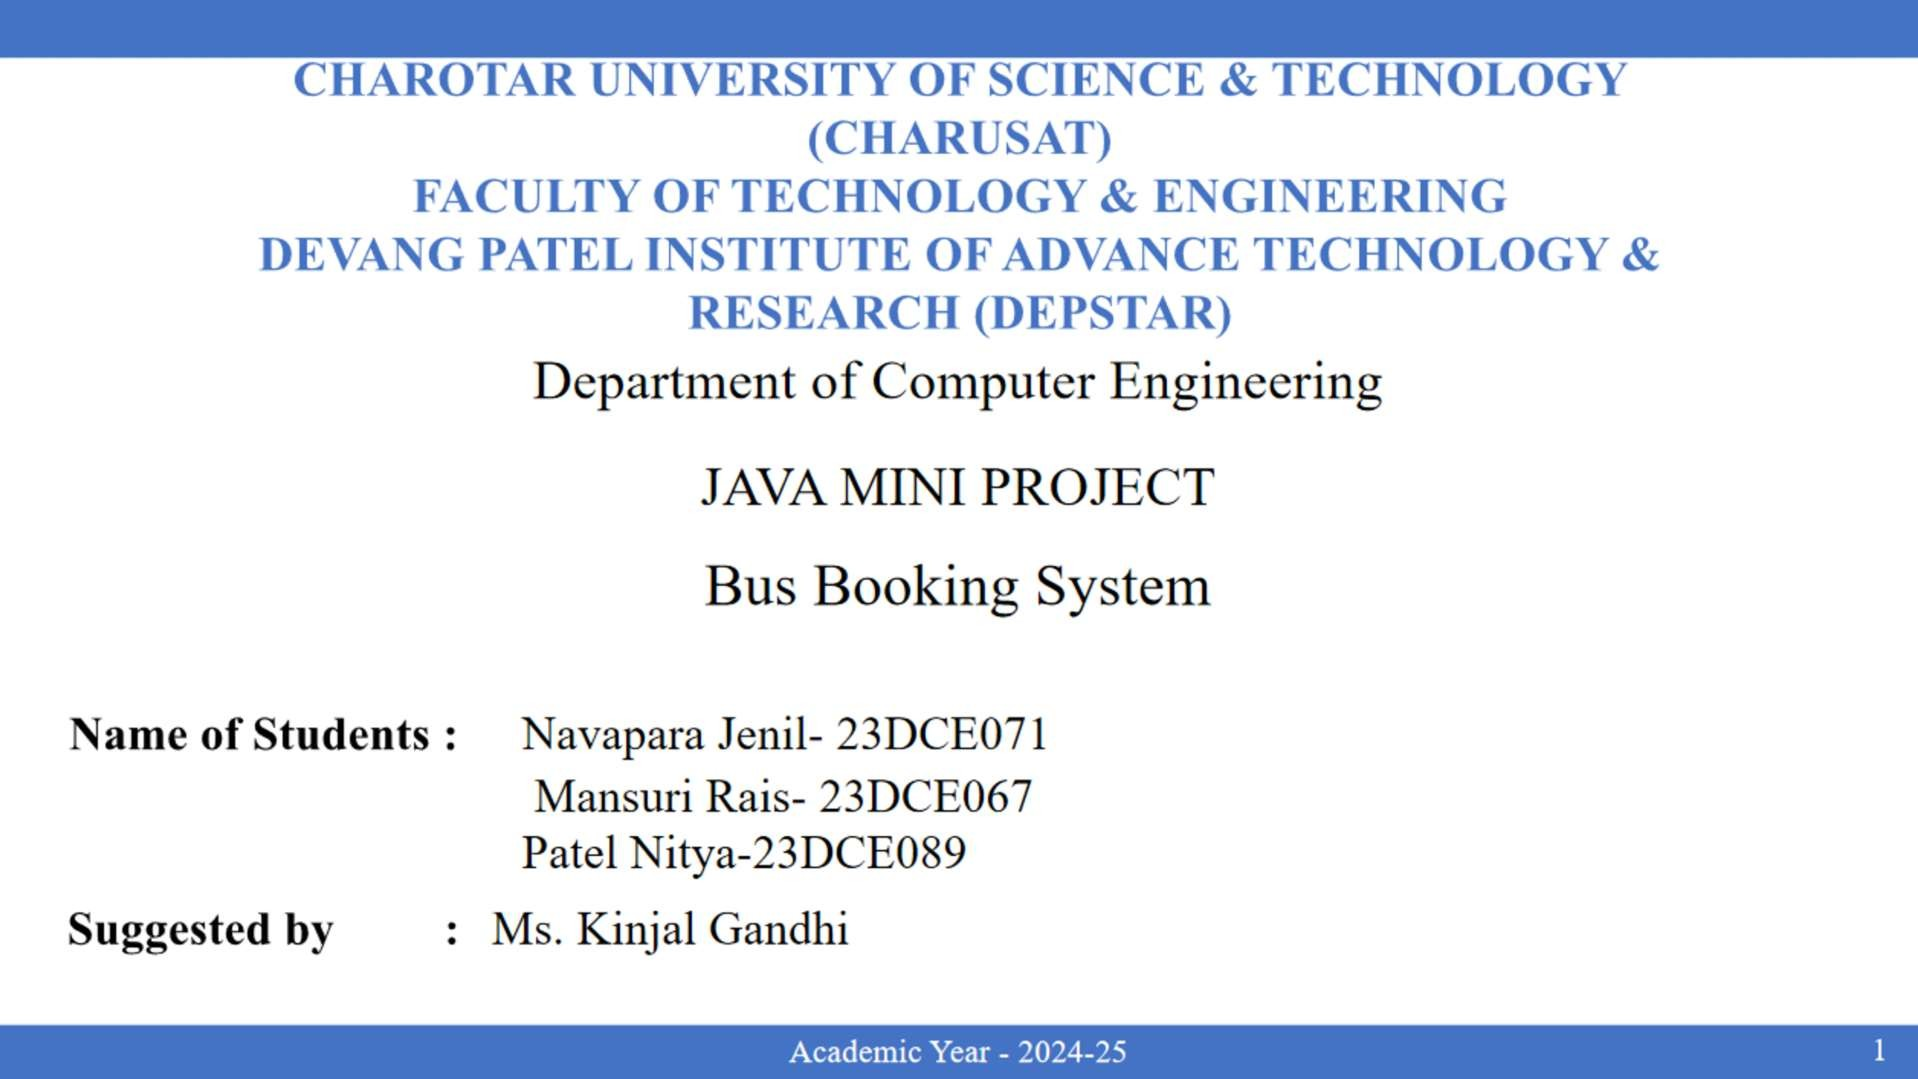 CHAROTAR UNIVERSITY OF SCIENCE & TECHNOLOGY
(CHARUSAT)
FACULTY OF TECHNOLOGY & ENGINEERING
DEVANG PATEL INSTITUTE OF ADVANCE TECHNOLOGY &
RESEARCH (DEPSTAR)
Department of Computer Engineering
JAVA MINI PROJECT
Bus Booking System
Name of Students : Navapara Jenil- 23DCE071
Mansuri Rais- 23DCE067
Patel Nitya-23DCE089
Suggested by : Ms. Kinjal Gandhi
Academic Year - 2024-25 1